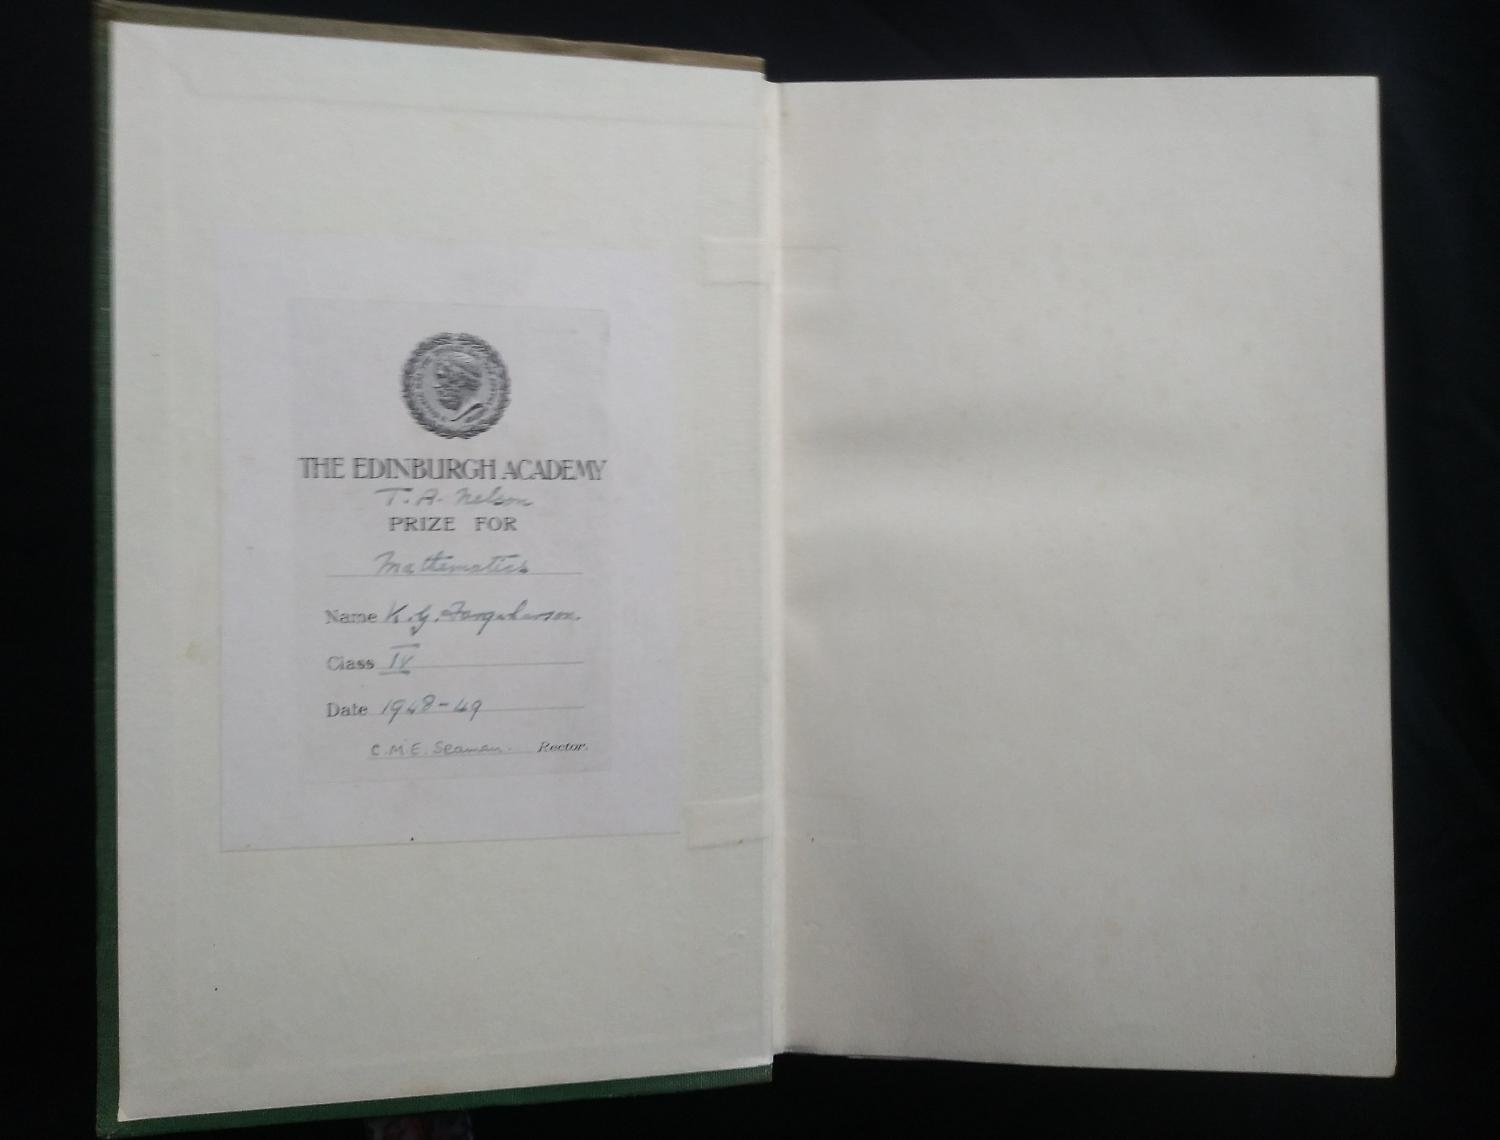 THE EDINBURGH ACADEMY
T. A. Nelson
PRIZE FOR
Mathematics
Name K. G. Farquharson.
Class IV
Date 1948-49
C.M.E. Seaman. Rector.